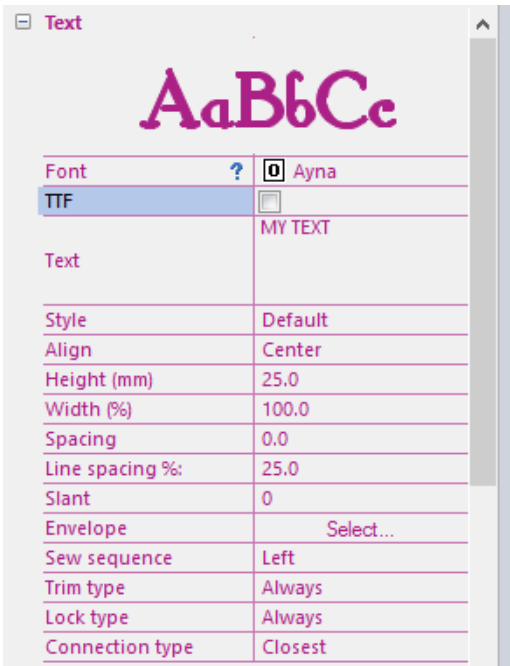 Text
AaBbCc
Font ? 0 Ayna
TTF
MY TEXT
Text
Style Default
Align Center
Height (mm) 25.0
Width (%) 100.0
Spacing 0.0
Line spacing %: 25.0
Slant 0
Envelope Select...
Sew sequence Left
Trim type Always
Lock type Always
Connection type Closest